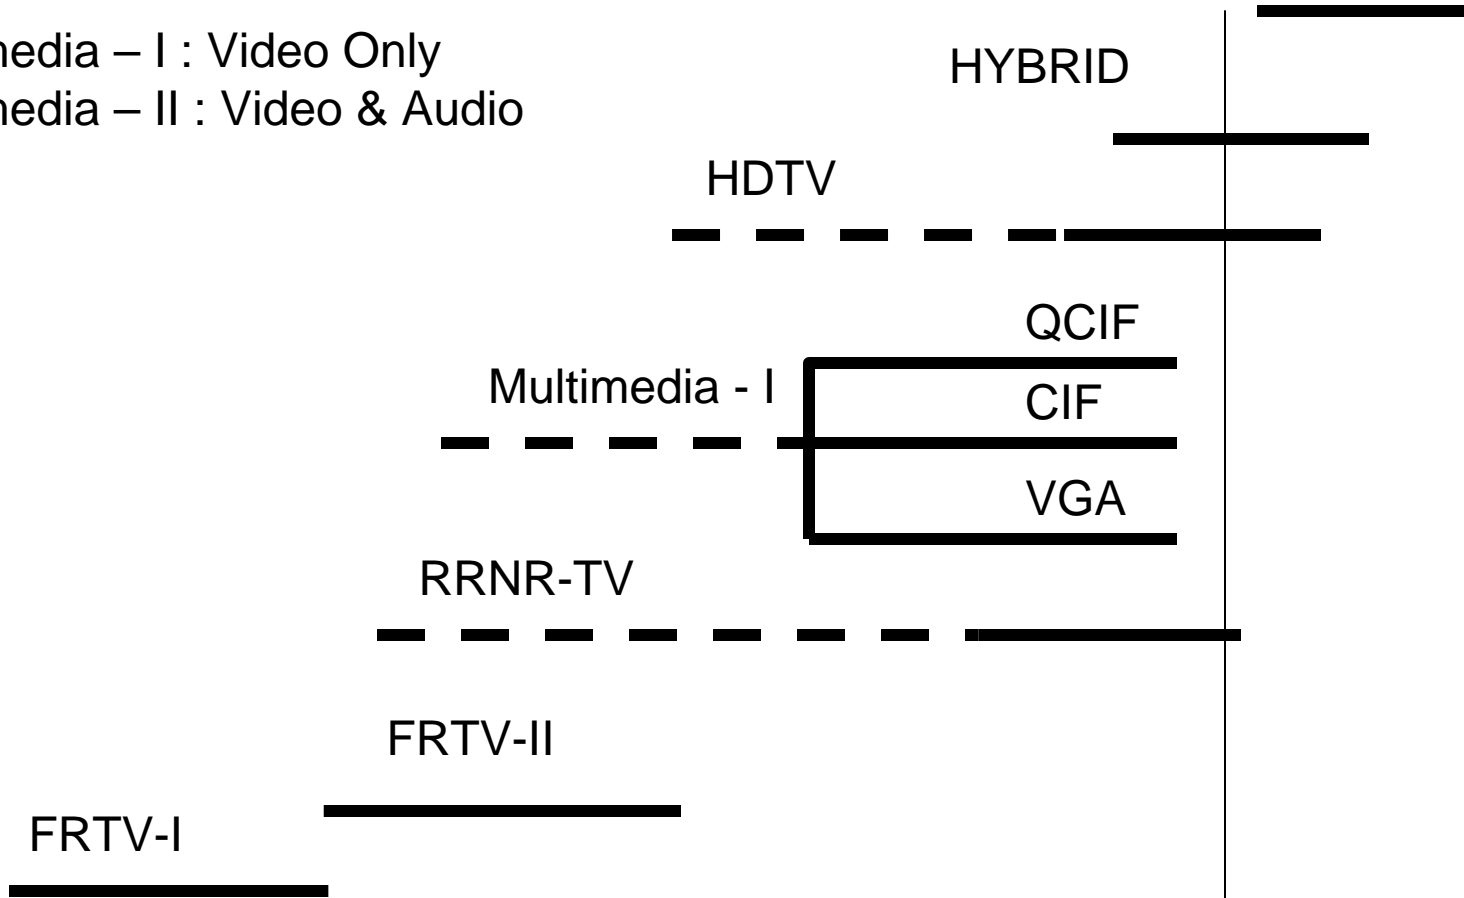 media – I : Video Only
media – II : Video & Audio
HYBRID
HDTV
QCIF
Multimedia - I
CIF
VGA
RRNR-TV
FRTV-II
FRTV-I